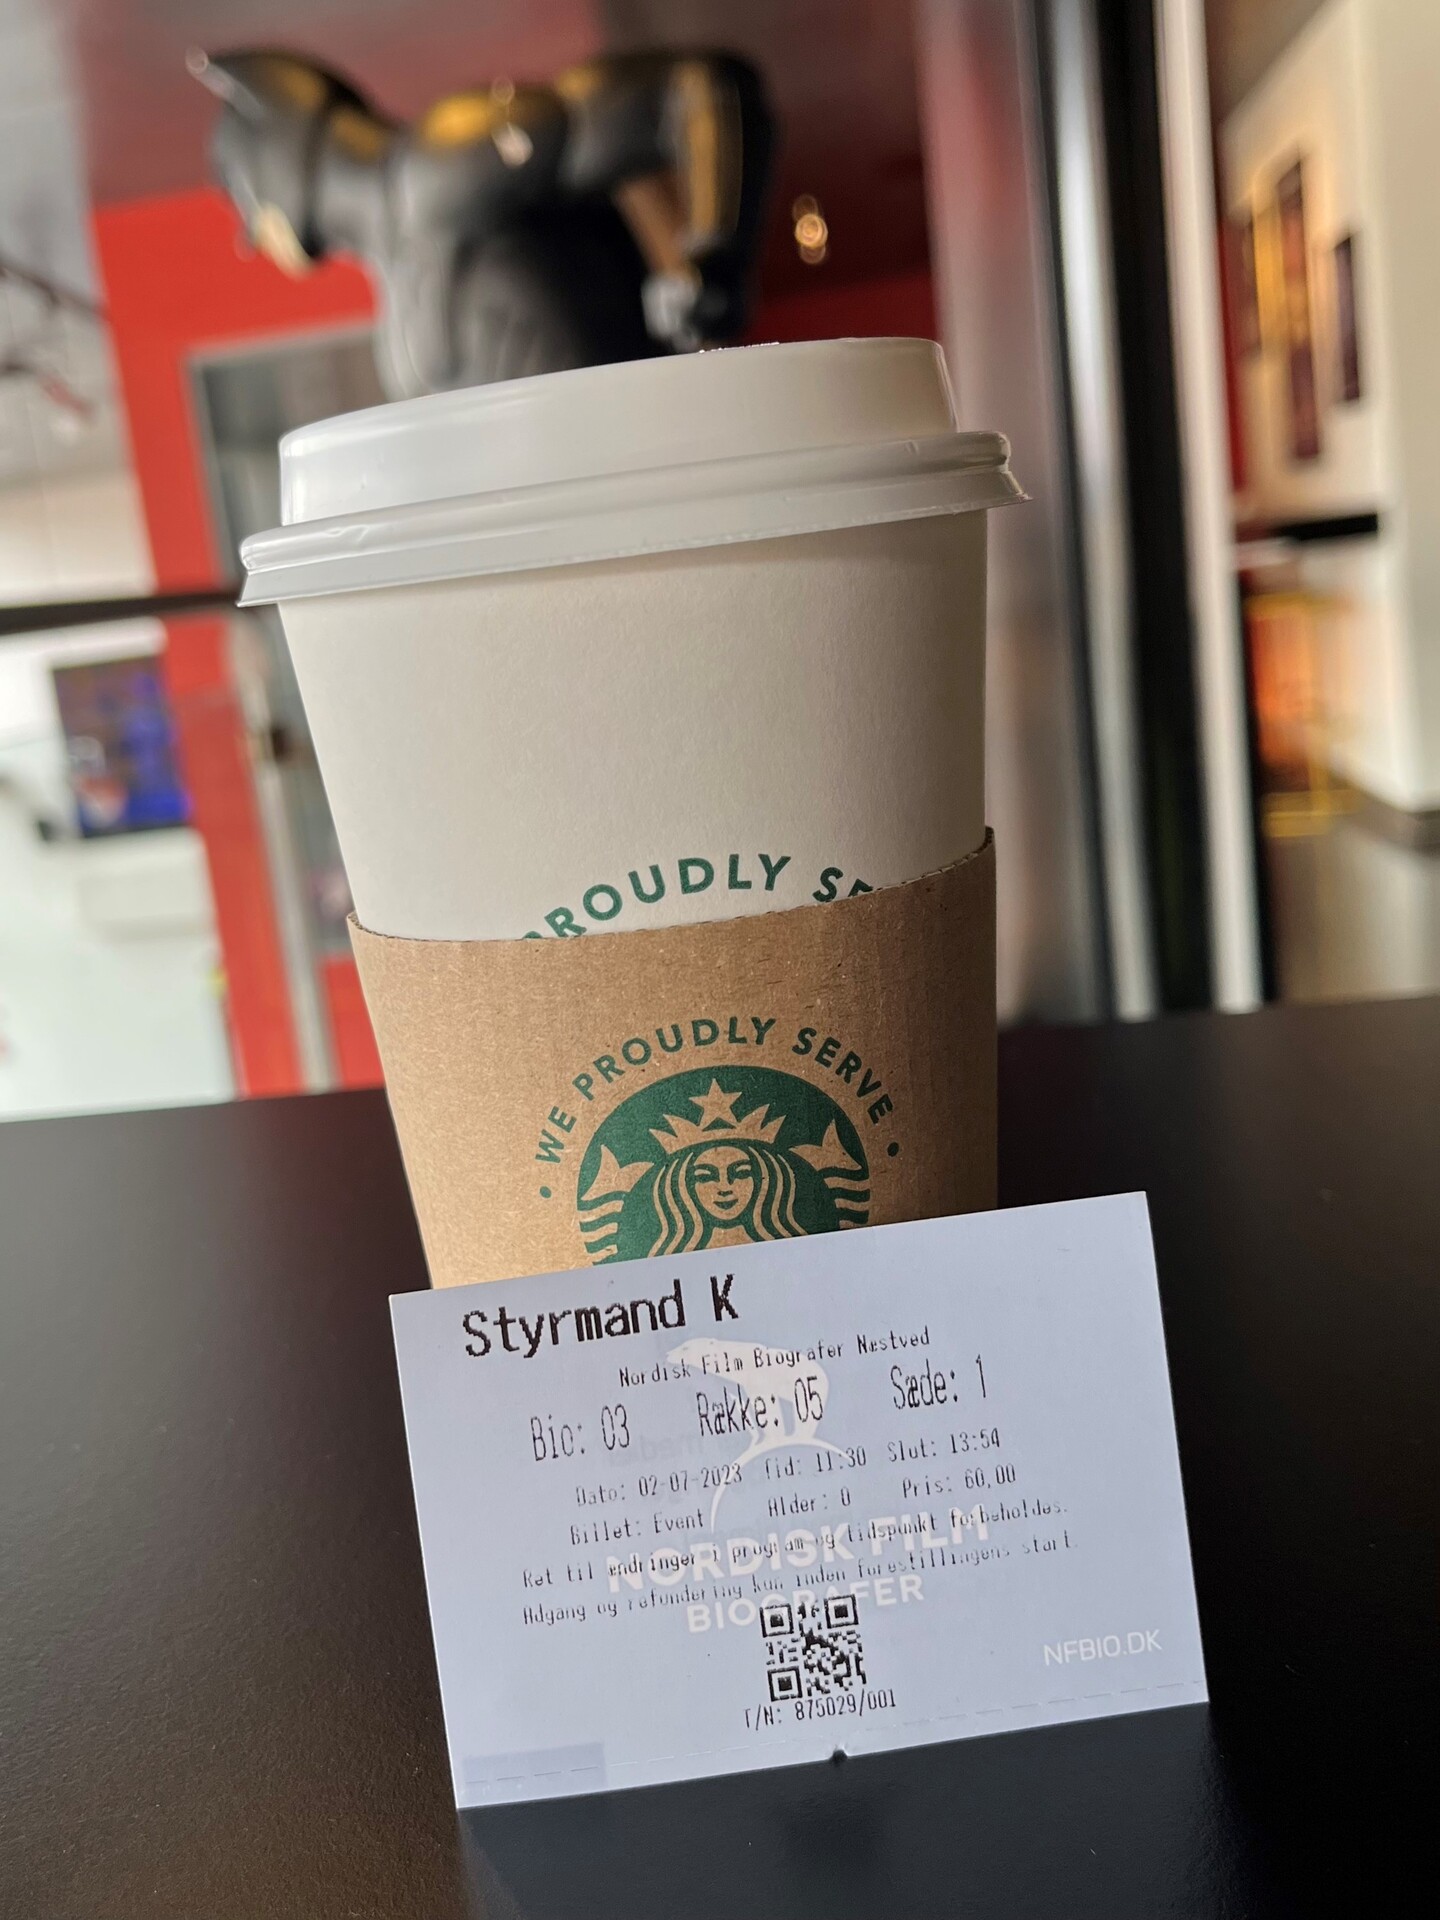 ROUDLY SE
• WE PROUDLY SERVE •
Styrmand K
Nordisk Film Biografer Næstved
Bio: 03 Række: 05 Sæde: 1
Dato: 02-07-2023 Tid: 11:30 Slut: 13:54
Billet: Event Alder: 0 Pris: 60,00
Ret til ændringer i program og tidspunkt forbeholdes.
Adgang og refundering kun inden forestillingens start.
NORDISK FILM
BIOGRAFER
NFBIO.DK
T/N: 875029/001